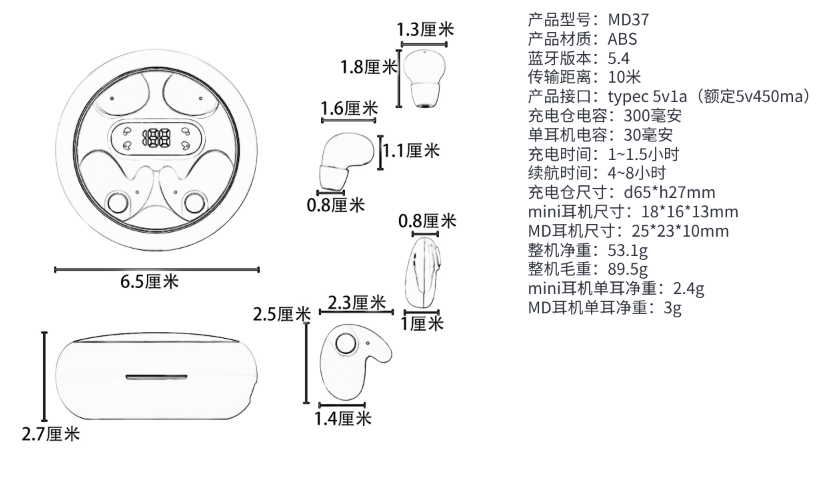 1.3厘米
1.8厘米
1.6厘米
1.1厘米
0.8厘米
6.5厘米
0.8厘米
1厘米
2.5厘米
2.3厘米
1.4厘米
2.7厘米
产品型号：MD37
产品材质：ABS
蓝牙版本：5.4
传输距离：10米
产品接口：typec 5v1a（额定5v450ma）
充电仓电容：300毫安
单耳机电容：30毫安
充电时间：1~1.5小时
续航时间：4~8小时
充电仓尺寸：d65*h27mm
mini耳机尺寸：18*16*13mm
MD耳机尺寸：25*23*10mm
整机净重：53.1g
整机毛重：89.5g
mini耳机单耳净重：2.4g
MD耳机单耳净重：3g